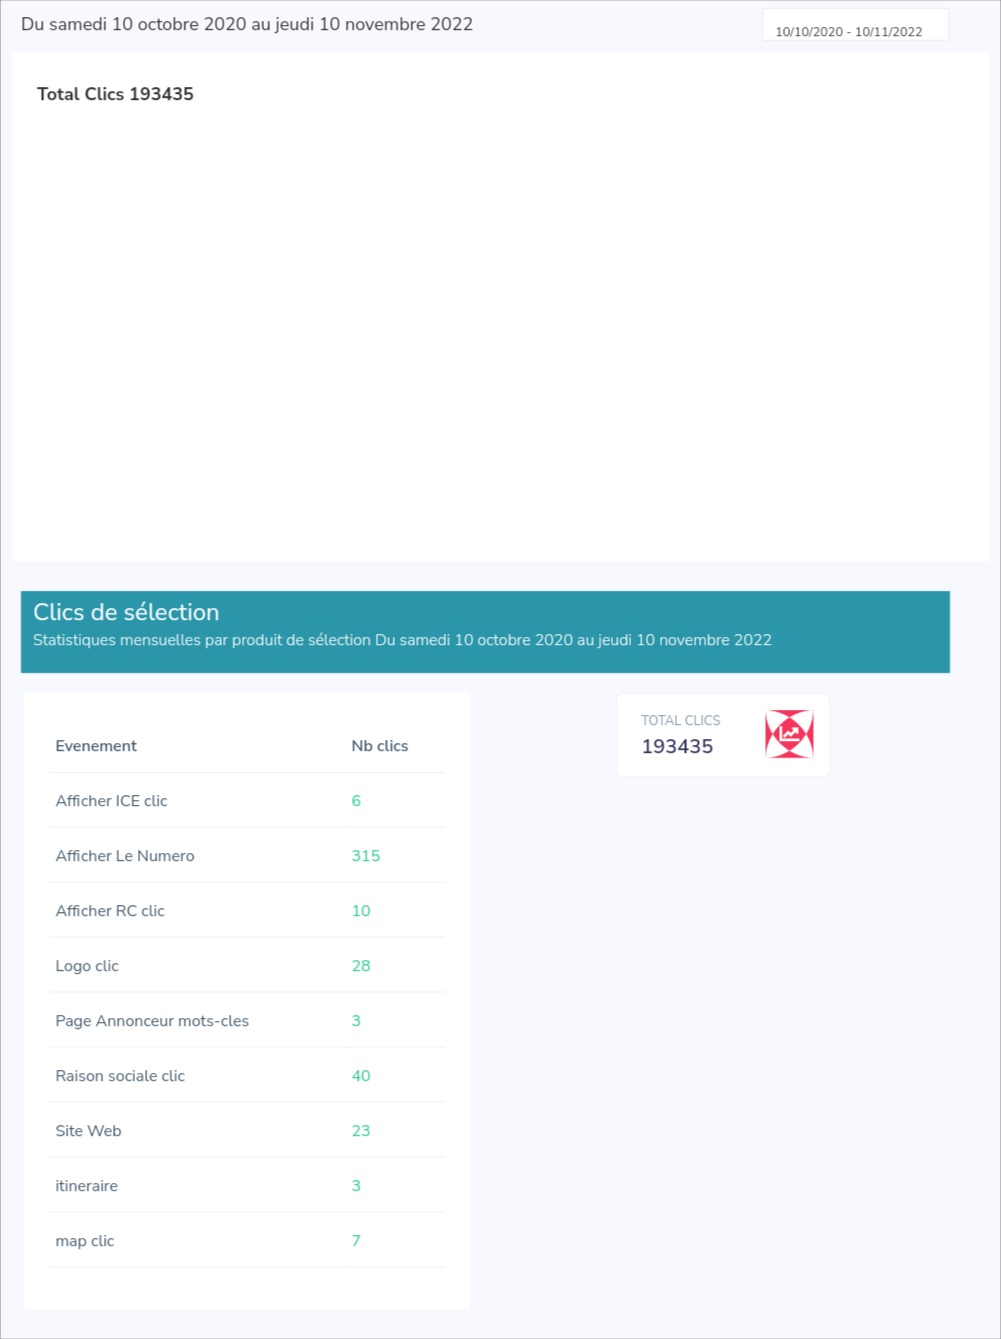 Du samedi 10 octobre 2020 au jeudi 10 novembre 2022
10/10/2020 - 10/11/2022
Total Clics 193435
Clics de sélection
Statistiques mensuelles par produit de sélection Du samedi 10 octobre 2020 au jeudi 10 novembre 2022
TOTAL CLICS
193435
Evenement Nb clics
Afficher ICE clic 6
Afficher Le Numero 315
Afficher RC clic 10
Logo clic 28
Page Annonceur mots-cles 3
Raison sociale clic 40
Site Web 23
itineraire 3
map clic 7